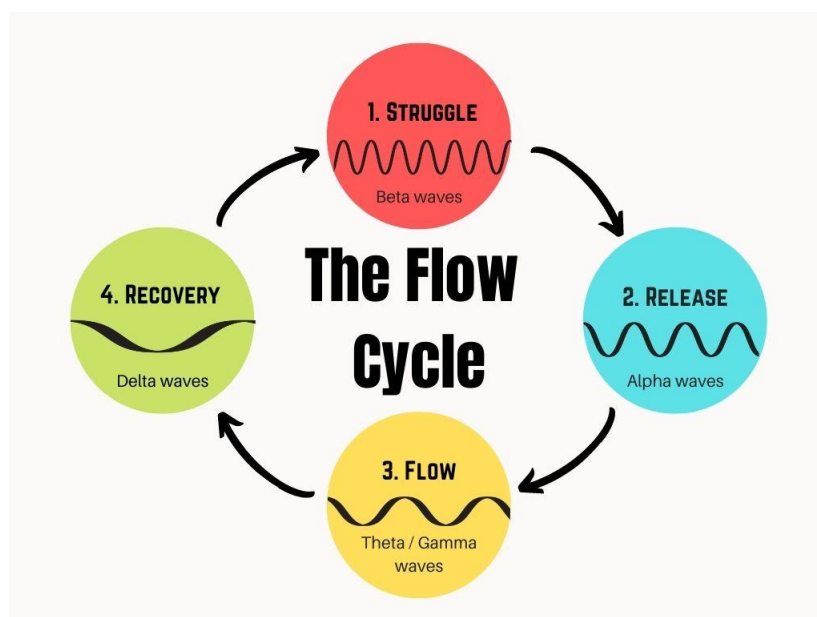 1. STRUGGLE
Beta waves
The Flow
Cycle
2. RELEASE
Alpha waves
3. FLOW
Theta / Gamma
waves
4. RECOVERY
Delta waves